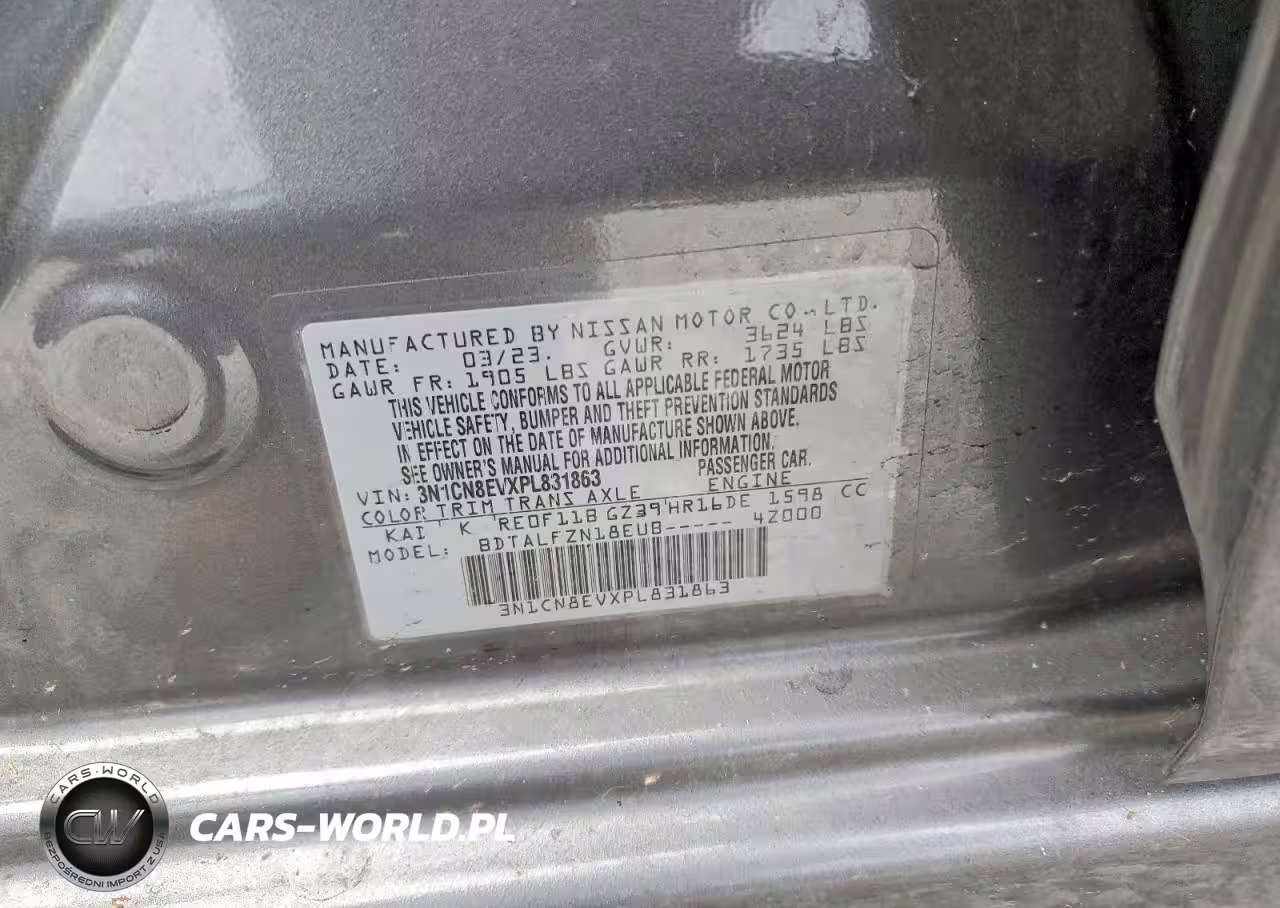 MANUFACTURED BY NISSAN MOTOR CO.,LTD.
DATE: 03/23. GVWR: 3624 LBS
GAWR FR: 1905 LBS GAWR RR: 1735 LBS
THIS VEHICLE CONFORMS TO ALL APPLICABLE FEDERAL MOTOR
VEHICLE SAFETY, BUMPER AND THEFT PREVENTION STANDARDS
IN EFFECT ON THE DATE OF MANUFACTURE SHOWN ABOVE.
SEE OWNER'S MANUAL FOR ADDITIONAL INFORMATION.
VIN: 3N1CN8EVXPL831863 PASSENGER CAR.
COLOR TRIM TRANS AXLE ENGINE
KAD K RE0F11B GZ39 HR16DE 1598 CC
MODEL: BDTALFZN18EUB----- 4Z000
3N1CN8EVXPL831863
CARS-WORLD
CW
BEZPOŚREDNI IMPORT Z USA
CARS-WORLD.PL